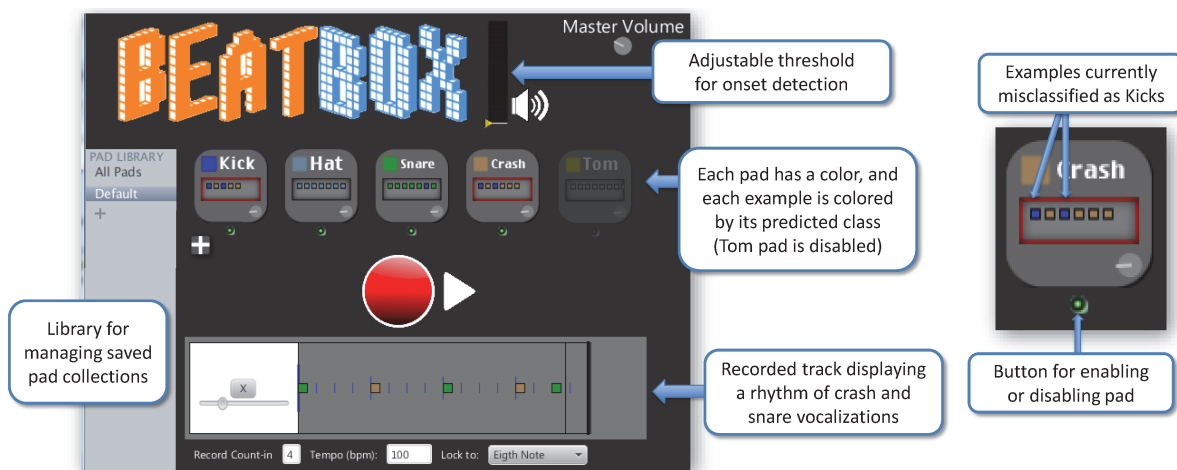 BEATBOX
Master Volume
Adjustable threshold
for onset detection
Examples currently
misclassified as Kicks
PAD LIBRARY
All Pads
Default
+
Kick
Hat
Snare
Crash
Tom
Each pad has a color, and
each example is colored
by its predicted class
(Tom pad is disabled)
Crash
Library for
managing saved
pad collections
X
Recorded track displaying
a rhythm of crash and
snare vocalizations
Button for enabling
or disabling pad
Record Count-in 4 Tempo (bpm): 100 Lock to: Eigth Note